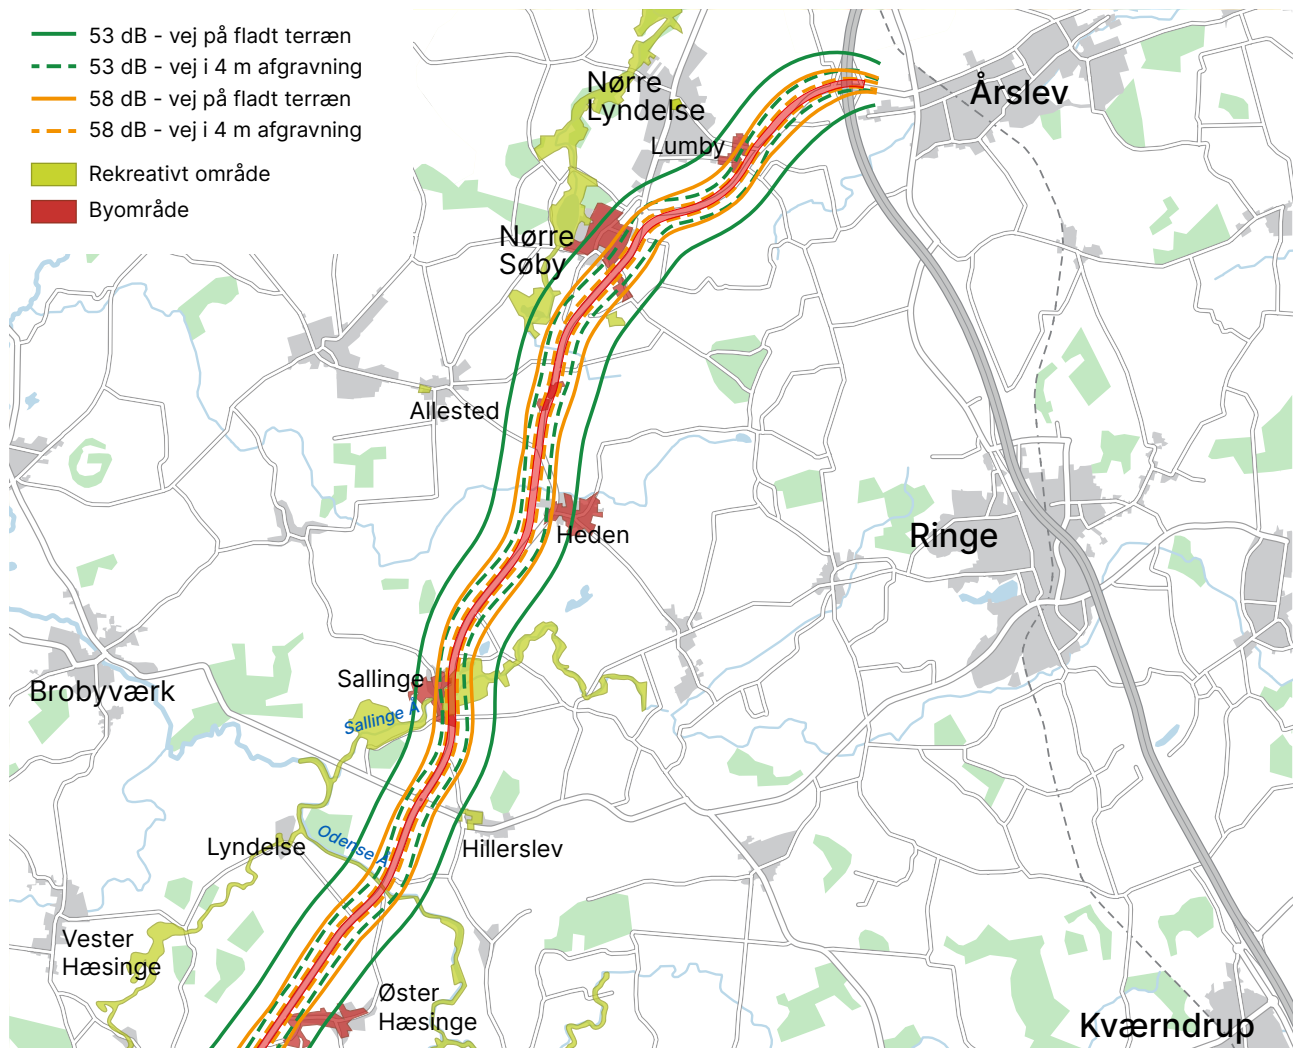 53 dB - vej på fladt terræn
53 dB - vej i 4 m afgravning
58 dB - vej på fladt terræn
58 dB - vej i 4 m afgravning
Rekreativt område
Byområde
Nørre
Lyndelse
Årslev
Lumby
Nørre
Søby
Allested
Heden
Ringe
Sallinge
Brobyværk
Sallinge Å
Odense Å
Lyndelse
Hillerslev
Vester
Hæsinge
Øster
Hæsinge
Kværndrup